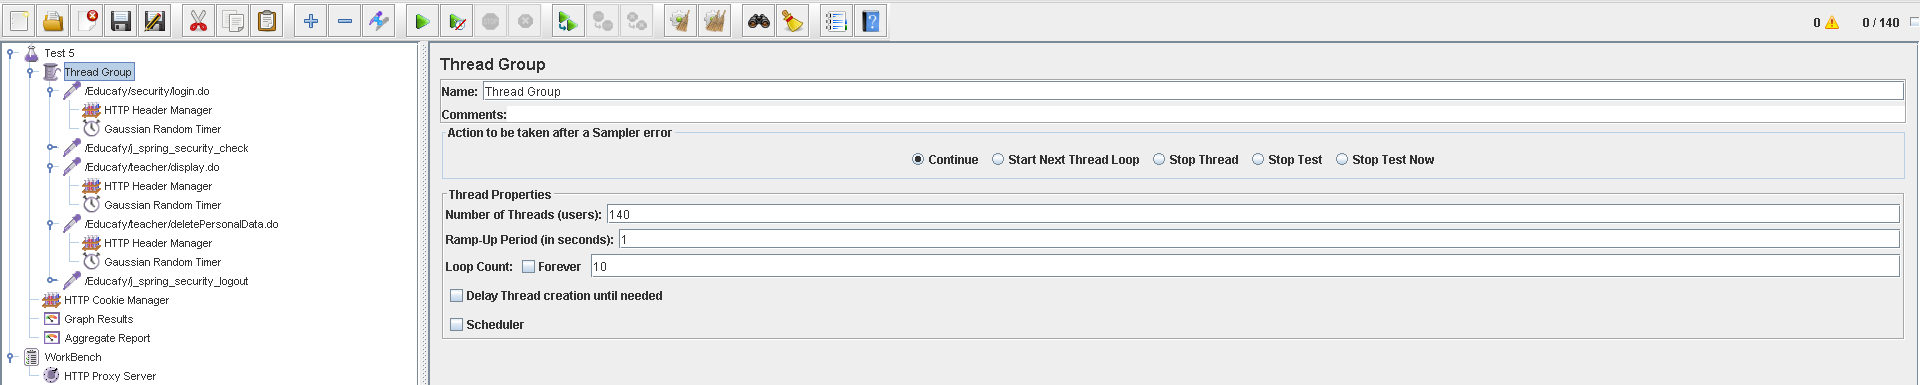 0 0 / 140
Test 5
Thread Group
/Educafy/security/login.do
HTTP Header Manager
Gaussian Random Timer
/Educafy/j_spring_security_check
/Educafy/teacher/display.do
HTTP Header Manager
Gaussian Random Timer
/Educafy/teacher/deletePersonalData.do
HTTP Header Manager
Gaussian Random Timer
/Educafy/j_spring_security_logout
HTTP Cookie Manager
Graph Results
Aggregate Report
WorkBench
HTTP Proxy Server
Thread Group
Name: Thread Group
Comments:
Action to be taken after a Sampler error
Continue Start Next Thread Loop Stop Thread Stop Test Stop Test Now
Thread Properties
Number of Threads (users): 140
Ramp-Up Period (in seconds): 1
Loop Count: Forever 10
Delay Thread creation until needed
Scheduler